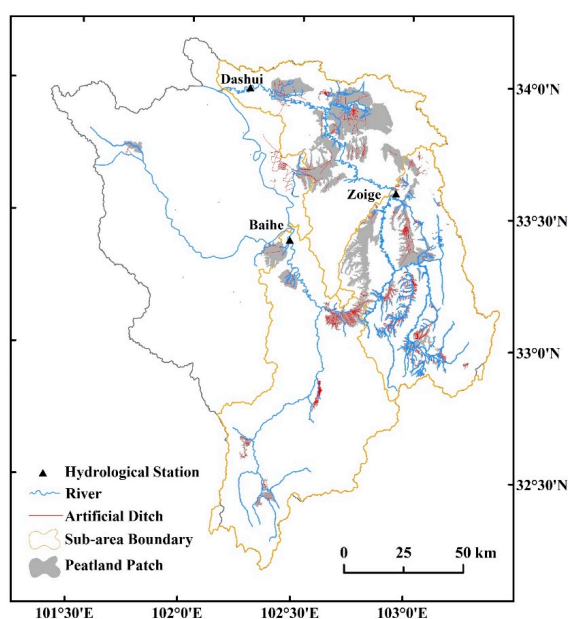 Dashui
34°0'N
Zoige
33°30'N
Baihe
33°0'N
Hydrological Station
River
32°30'N
Artificial Ditch
Sub-area Boundary
Peatland Patch
0 25 50 km
101°30'E 102°0'E 102°30'E 103°0'E